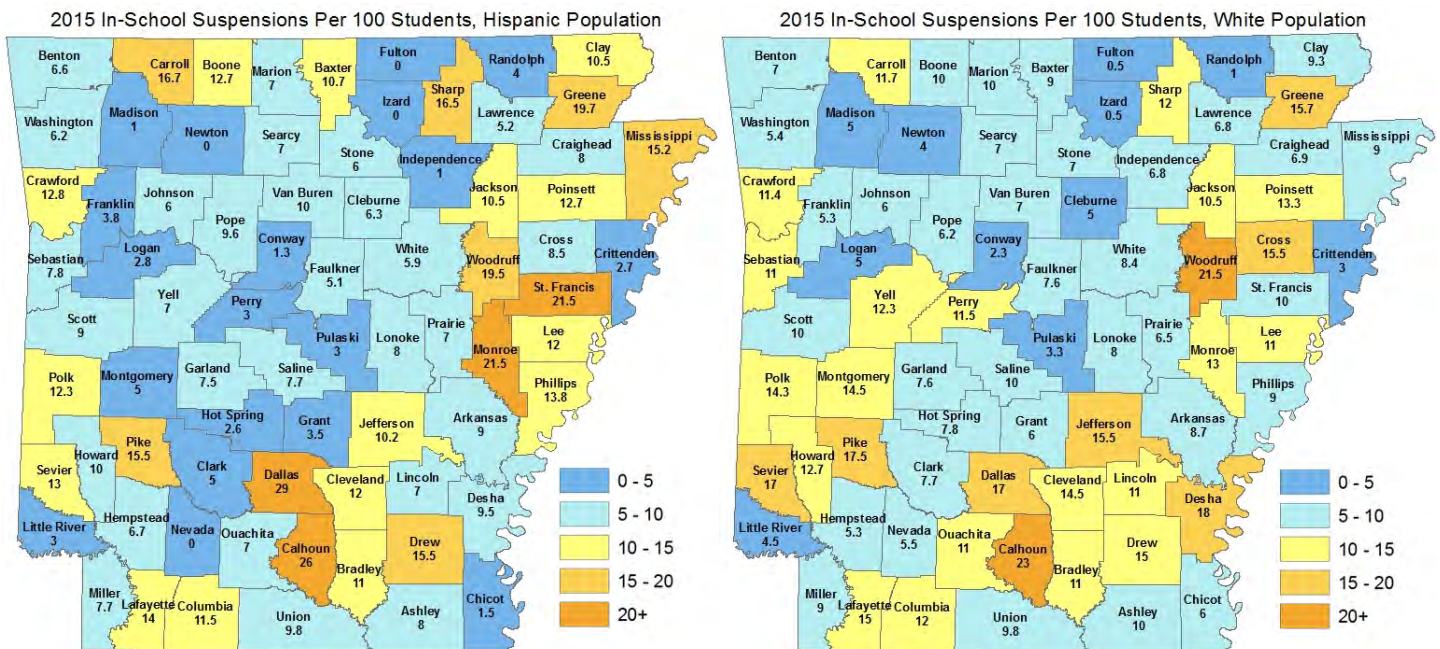 2015 In-School Suspensions Per 100 Students, Hispanic Population
Benton
6.6
Carroll
16.7
Boone
12.7
Marion
7
Baxter
10.7
Fulton
0
Randolph
4
Clay
10.5
Washington
6.2
Madison
1
Newton
0
Searcy
7
Stone
6
Izard
0
Sharp
16.5
Lawrence
5.2
Greene
19.7
Independence
1
Craighead
8
Mississippi
15.2
Crawford
12.8
Franklin
3.8
Johnson
6
Pope
9.6
Van Buren
10
Cleburne
6.3
Jackson
10.5
Poinsett
12.7
Sebastian
7.8
Logan
2.8
Conway
1.3
Faulkner
5.1
White
5.9
Woodruff
19.5
Cross
8.5
Crittenden
2.7
St. Francis
21.5
Scott
9
Yell
7
Perry
3
Pulaski
3
Lonoke
8
Prairie
7
Monroe
21.5
Lee
12
Polk
12.3
Montgomery
5
Garland
7.5
Saline
7.7
Phillips
13.8
Hot Spring
2.6
Grant
3.5
Jefferson
10.2
Arkansas
9
Sevier
13
Howard
10
Pike
15.5
Clark
5
Dallas
29
Cleveland
12
Lincoln
7
Desha
9.5
Little River
3
Hempstead
6.7
Nevada
0
Ouachita
7
Calhoun
26
Bradley
11
Drew
15.5
Miller
7.7
Lafayette
14
Columbia
11.5
Union
9.8
Ashley
8
Chicot
1.5
0 - 5
5 - 10
10 - 15
15 - 20
20+
2015 In-School Suspensions Per 100 Students, White Population
Benton
7
Carroll
11.7
Boone
10
Marion
10
Baxter
9
Fulton
0.5
Randolph
1
Clay
9.3
Washington
5.4
Madison
5
Newton
4
Searcy
7
Stone
7
Izard
0.5
Sharp
12
Lawrence
6.8
Greene
15.7
Independence
6.8
Craighead
6.9
Mississippi
9
Crawford
11.4
Franklin
5.3
Johnson
6
Pope
6.2
Van Buren
7
Cleburne
5
Jackson
10.5
Poinsett
13.3
Sebastian
11
Logan
5
Conway
2.3
Faulkner
7.6
White
8.4
Woodruff
21.5
Cross
15.5
Crittenden
3
St. Francis
10
Scott
10
Yell
12.3
Perry
11.5
Pulaski
3.3
Lonoke
8
Prairie
6.5
Monroe
13
Lee
11
Polk
14.3
Montgomery
14.5
Garland
7.6
Saline
10
Phillips
9
Hot Spring
7.8
Grant
6
Jefferson
15.5
Arkansas
8.7
Sevier
17
Howard
12.7
Pike
17.5
Clark
7.7
Dallas
17
Cleveland
14.5
Lincoln
11
Desha
18
Little River
4.5
Hempstead
5.3
Nevada
5.5
Ouachita
11
Calhoun
23
Bradley
11
Drew
15
Miller
9
Lafayette
15
Columbia
12
Union
9.8
Ashley
10
Chicot
6
0 - 5
5 - 10
10 - 15
15 - 20
20+